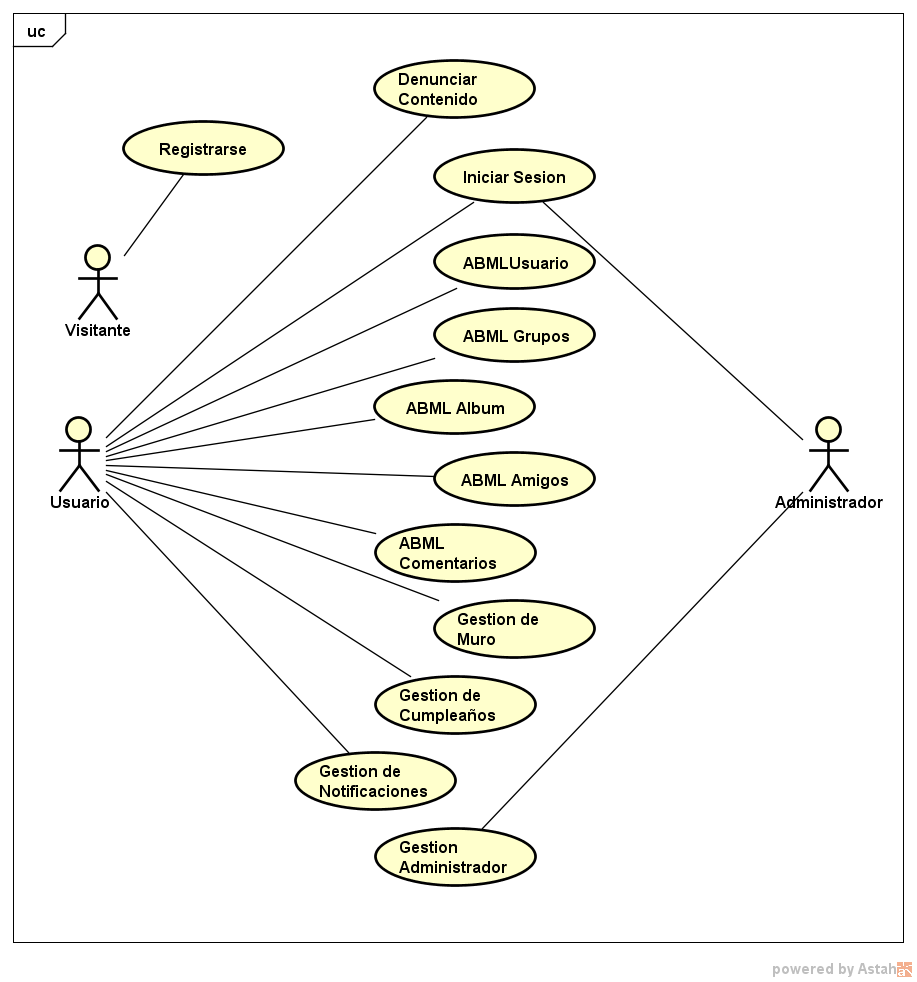 uc
Denunciar
Contenido
Registrarse
Iniciar Sesion
ABMLUsuario
Visitante
ABML Grupos
ABML Album
ABML Amigos
Usuario
Administrador
ABML
Comentarios
Gestion de
Muro
Gestion de
Cumpleaños
Gestion de
Notificaciones
Gestion
Administrador
powered by Astah